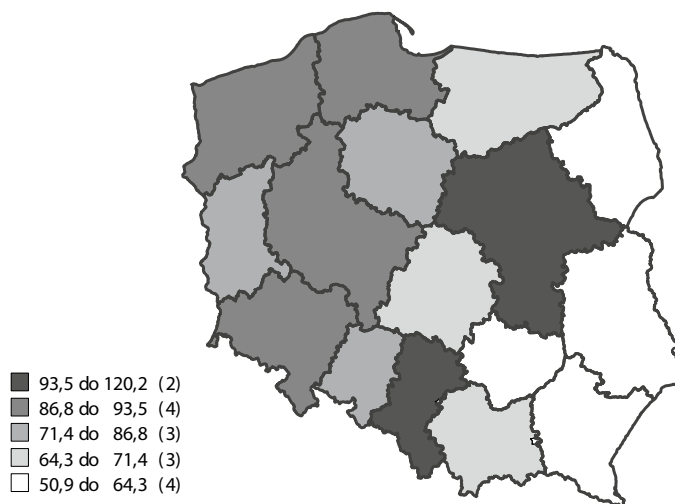 93,5 do 120,2 (2)
86,8 do 93,5 (4)
71,4 do 86,8 (3)
64,3 do 71,4 (3)
50,9 do 64,3 (4)